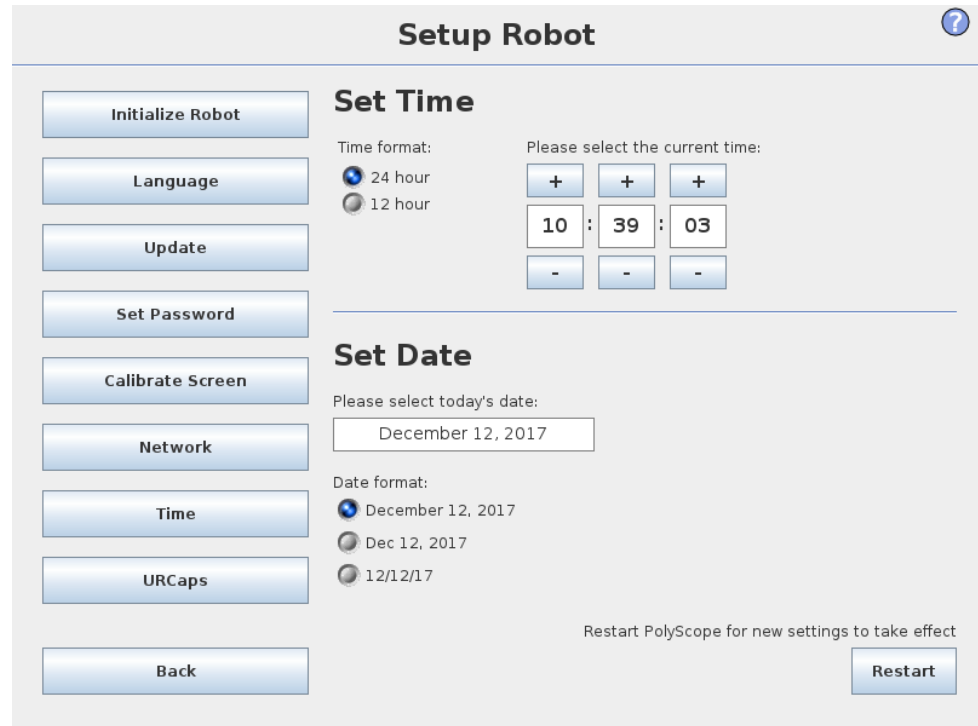 Setup Robot
?
Initialize Robot
Language
Update
Set Password
Calibrate Screen
Network
Time
URCaps
Back
Set Time
Time format:
24 hour
12 hour
Please select the current time:
+ + +
10 : 39 : 03
- - -
Set Date
Please select today's date:
December 12, 2017
Date format:
December 12, 2017
Dec 12, 2017
12/12/17
Restart PolyScope for new settings to take effect
Restart